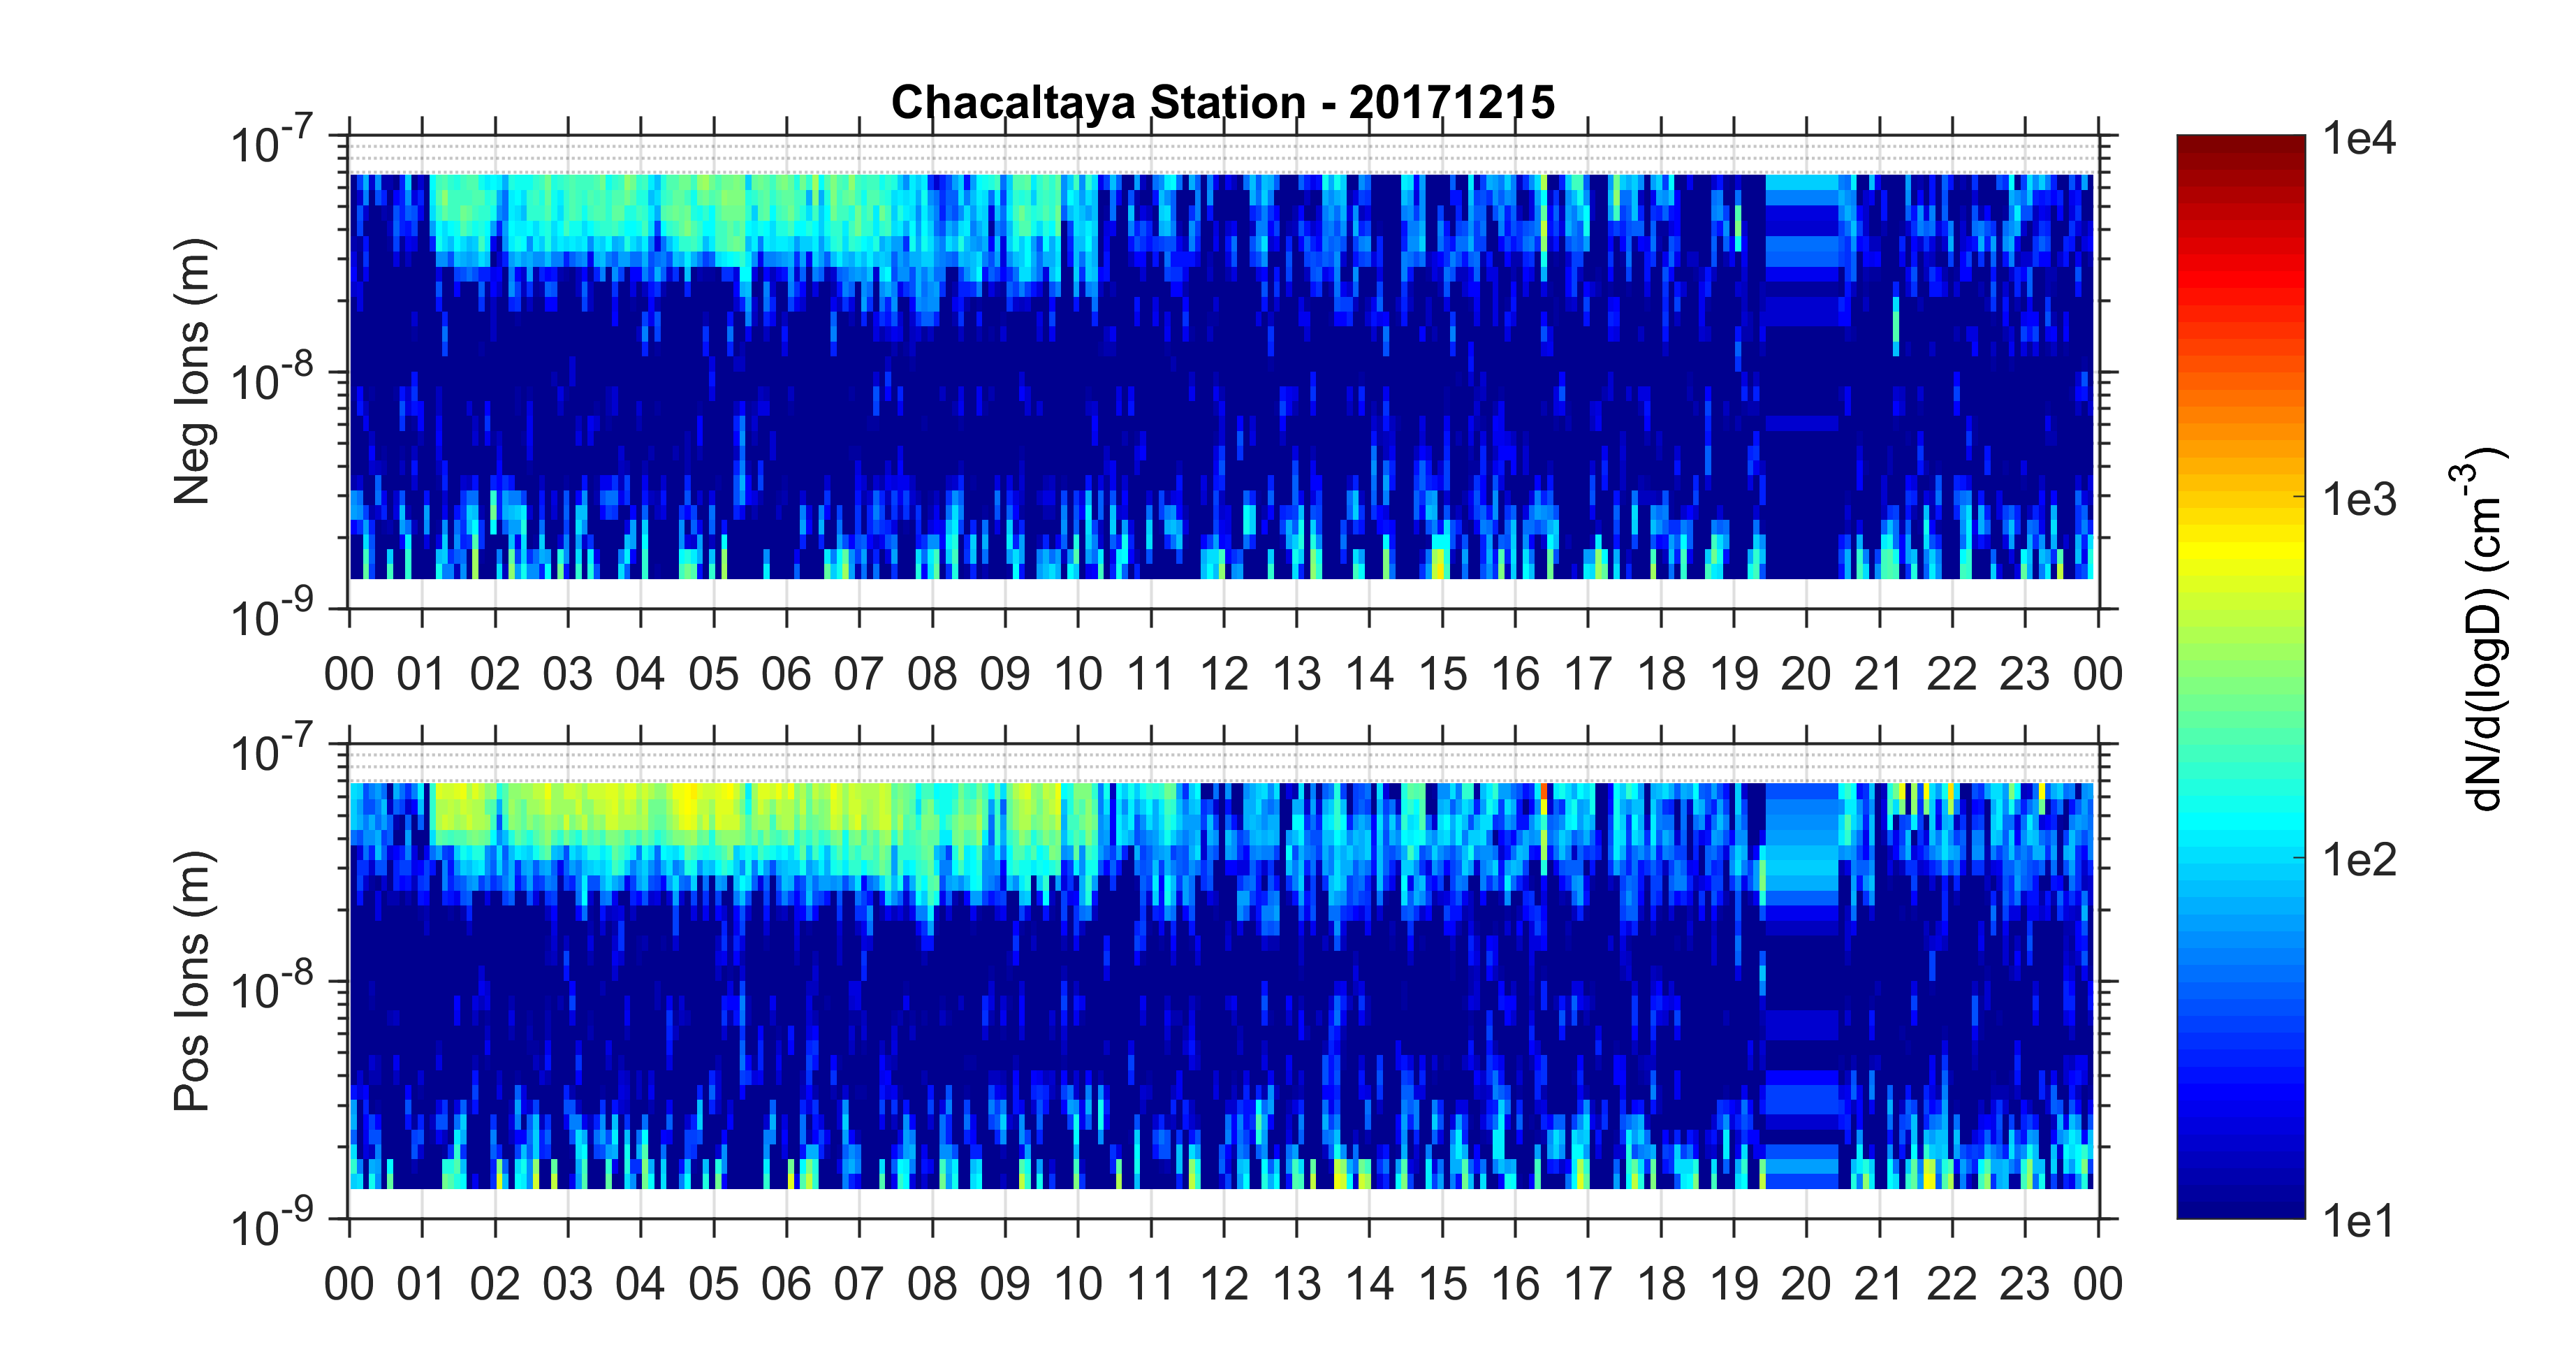 Chacaltaya Station - 20171215
10-7
10-8
10-9
Neg Ions (m)
00 01 02 03 04 05 06 07 08 09 10 11 12 13 14 15 16 17 18 19 20 21 22 23 00
10-7
10-8
10-9
Pos Ions (m)
00 01 02 03 04 05 06 07 08 09 10 11 12 13 14 15 16 17 18 19 20 21 22 23 00
1e4
1e3
1e2
1e1
dN/d(logD) (cm-3)